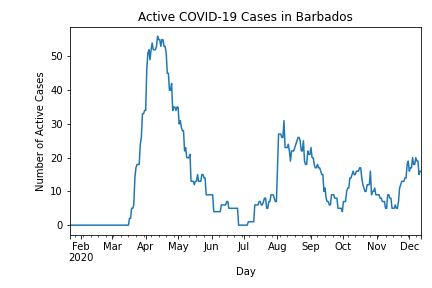 Active COVID-19 Cases in Barbados
Number of Active Cases
50
40
30
20
10
0
Feb Mar Apr May Jun Jul Aug Sep Oct Nov Dec
2020
Day